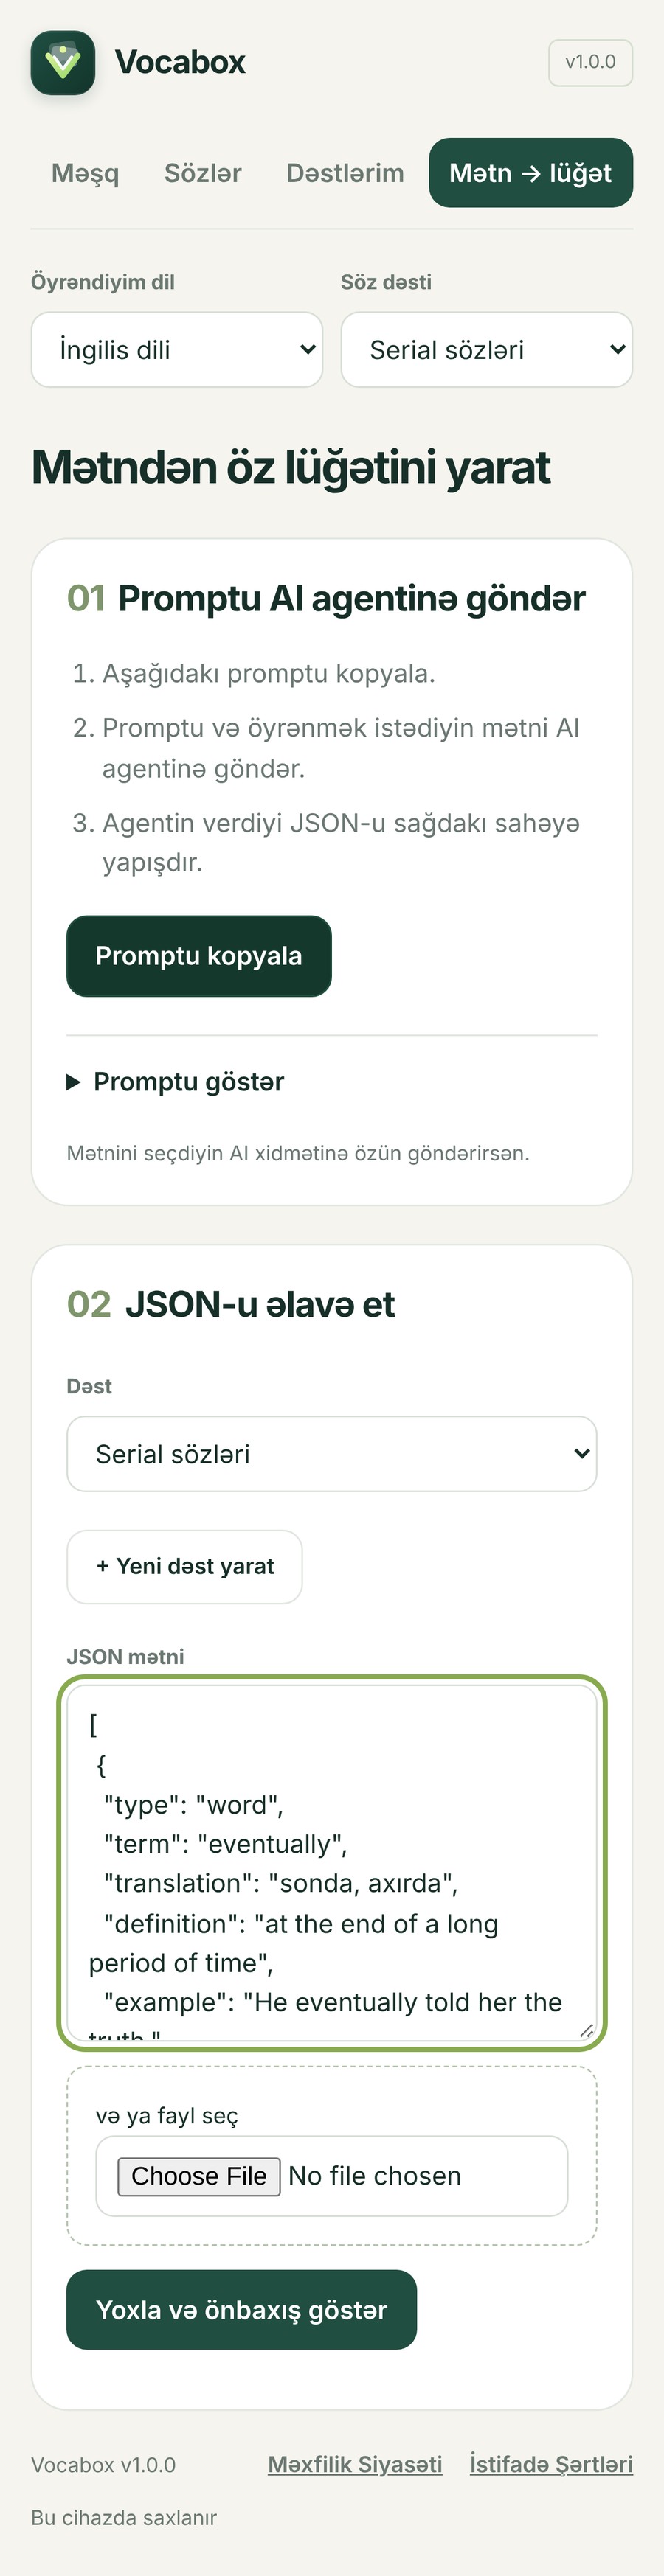 Vocabox
v1.0.0
Məşq
Sözlər
Dəstlərim
Mətn → lüğət
Öyrəndiyim dil
Söz dəsti
İngilis dili
Serial sözləri
Mətndən öz lüğətini yarat
01 Promptu AI agentinə göndər
1. Aşağıdakı promptu kopyala.
2. Promptu və öyrənmək istədiyin mətni AI
agentinə göndər.
3. Agentin verdiyi JSON-u sağdakı sahəyə
yapışdır.
Promptu kopyala
Promptu göstər
Mətnini seçdiyin AI xidmətinə özün göndərirsən.
02 JSON-u əlavə et
Dəst
Serial sözləri
+ Yeni dəst yarat
JSON mətni
[
{
"type": "word",
"term": "eventually",
"translation": "sonda, axırda",
"definition": "at the end of a long
period of time",
"example": "He eventually told her the
truth."
və ya fayl seç
Choose File No file chosen
Yoxla və önbaxış göstər
Vocabox v1.0.0
Məxfilik Siyasəti
İstifadə Şərtləri
Bu cihazda saxlanır